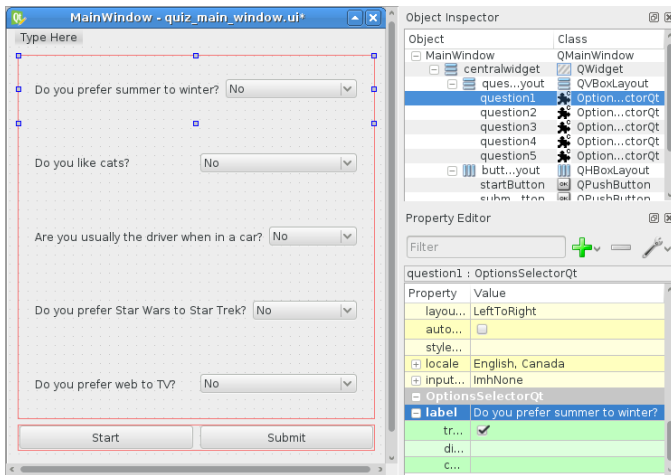 MainWindow - quiz_main_window.ui*
Type Here
Do you prefer summer to winter? No
Do you like cats? No
Are you usually the driver when in a car? No
Do you prefer Star Wars to Star Trek? No
Do you prefer web to TV? No
Start Submit
Object Inspector
Object Class
MainWindow QMainWindow
centralwidget QWidget
ques...yout QVBoxLayout
question1 Option...ctorQt
question2 Option...ctorQt
question3 Option...ctorQt
question4 Option...ctorQt
question5 Option...ctorQt
butt...yout QHBoxLayout
startButton QPushButton
subm...tton QPushButton
Property Editor
Filter
question1 : OptionsSelectorQt
Property Value
layou... LeftToRight
auto...
style...
locale English, Canada
input... ImhNone
OptionsSelectorQt
label Do you prefer summer to winter?
tr...
di...
c...